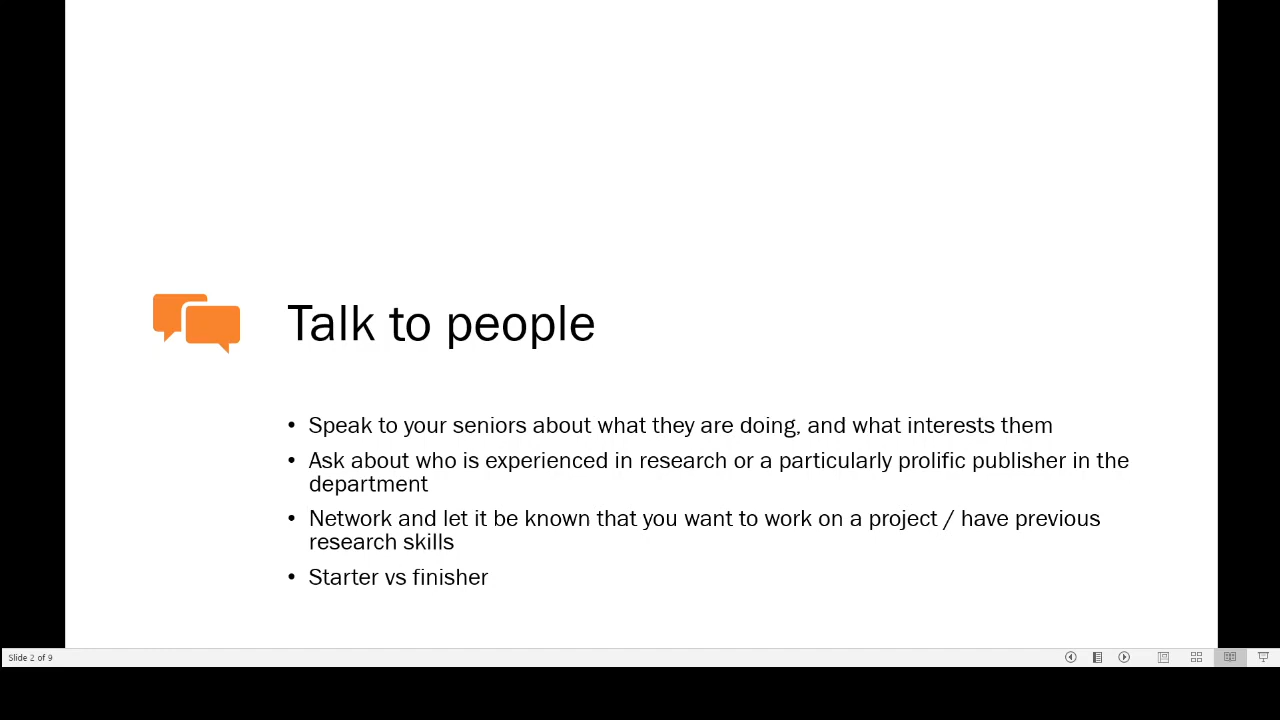 Talk to people
• Speak to your seniors about what they are doing, and what interests them
• Ask about who is experienced in research or a particularly prolific publisher in the
department
• Network and let it be known that you want to work on a project / have previous
research skills
• Starter vs finisher
Slide 2 of 9